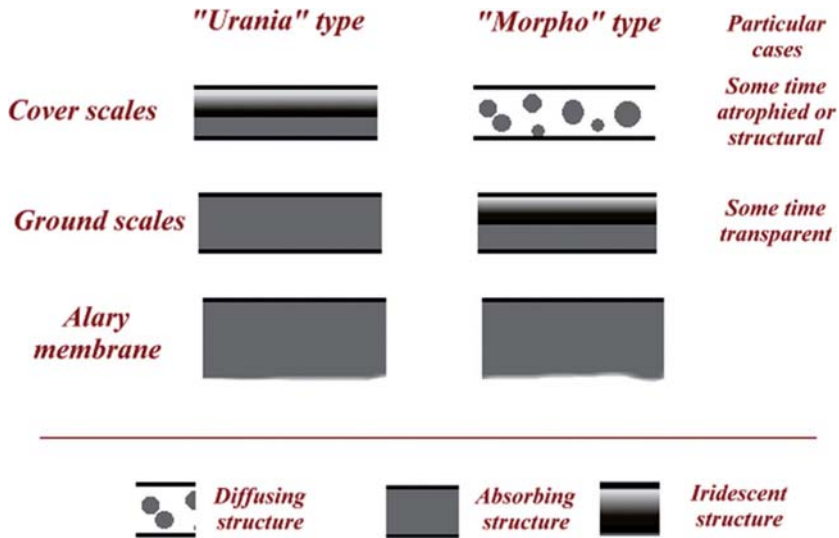 "Urania" type
"Morpho" type
Particular
cases
Cover scales
Some time
atrophied or
structural
Ground scales
Some time
transparent
Alary
membrane
Diffusing
structure
Absorbing
structure
Iridescent
structure